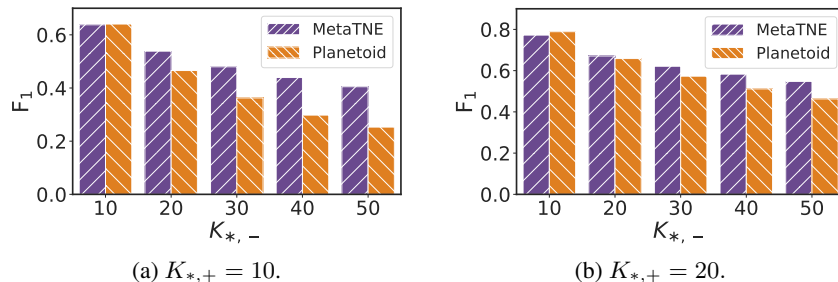 MetaTNE
Planetoid
0.6
0.4
0.2
0.0
F₁
10 20 30 40 50
K∗,−
(a) K∗,+ = 10.
MetaTNE
Planetoid
0.8
0.6
0.4
0.2
0.0
F₁
10 20 30 40 50
K∗,−
(b) K∗,+ = 20.